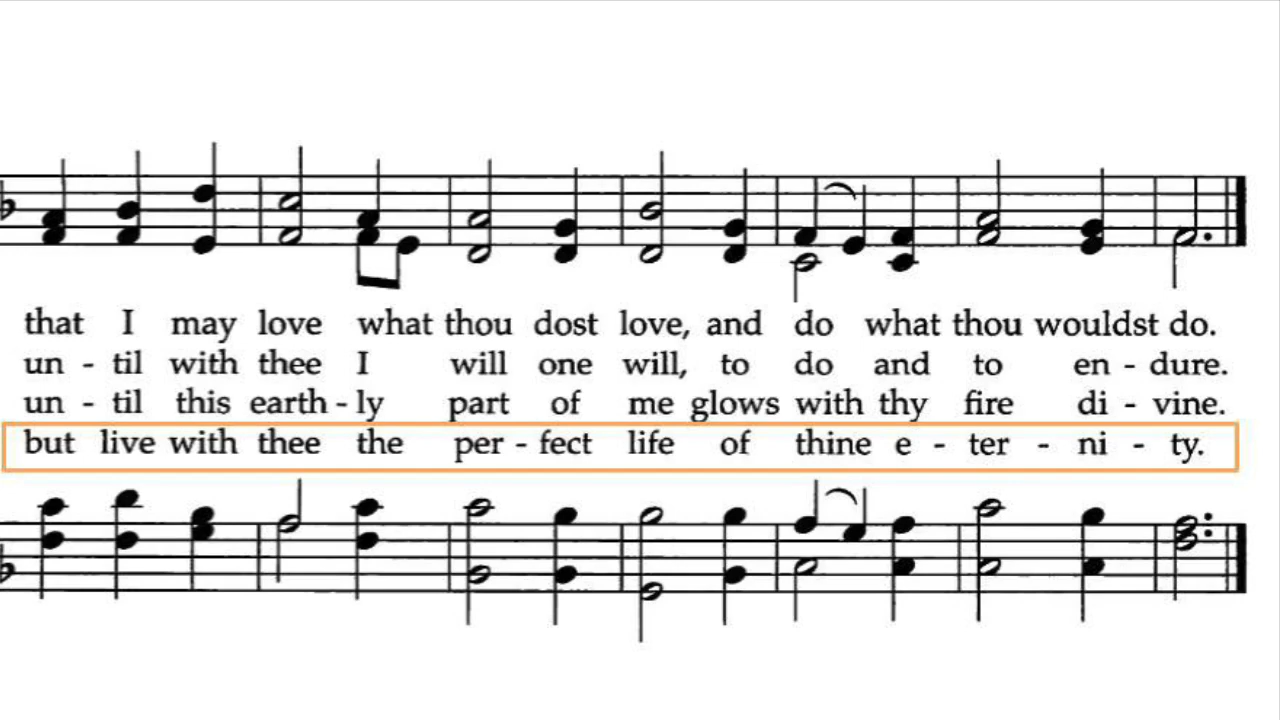 that I may love what thou dost love, and do what thou wouldst do.
un - til with thee I will one will, to do and to en - dure.
un - til this earth - ly part of me glows with thy fire di - vine.
but live with thee the per - fect life of thine e - ter - ni - ty.